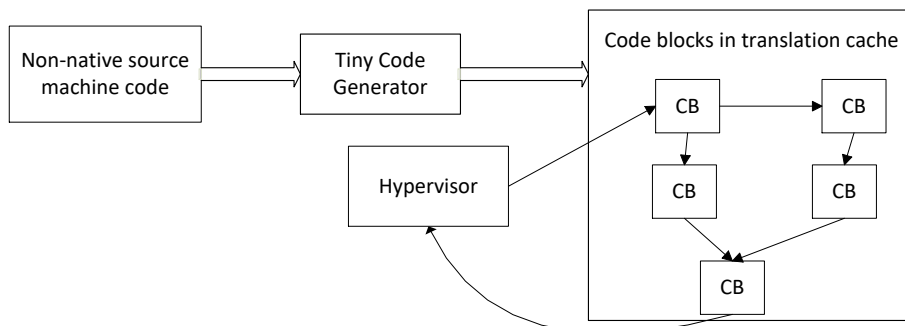 Non-native source
machine code
Tiny Code
Generator
Code blocks in translation cache
CB
CB
Hypervisor
CB
CB
CB